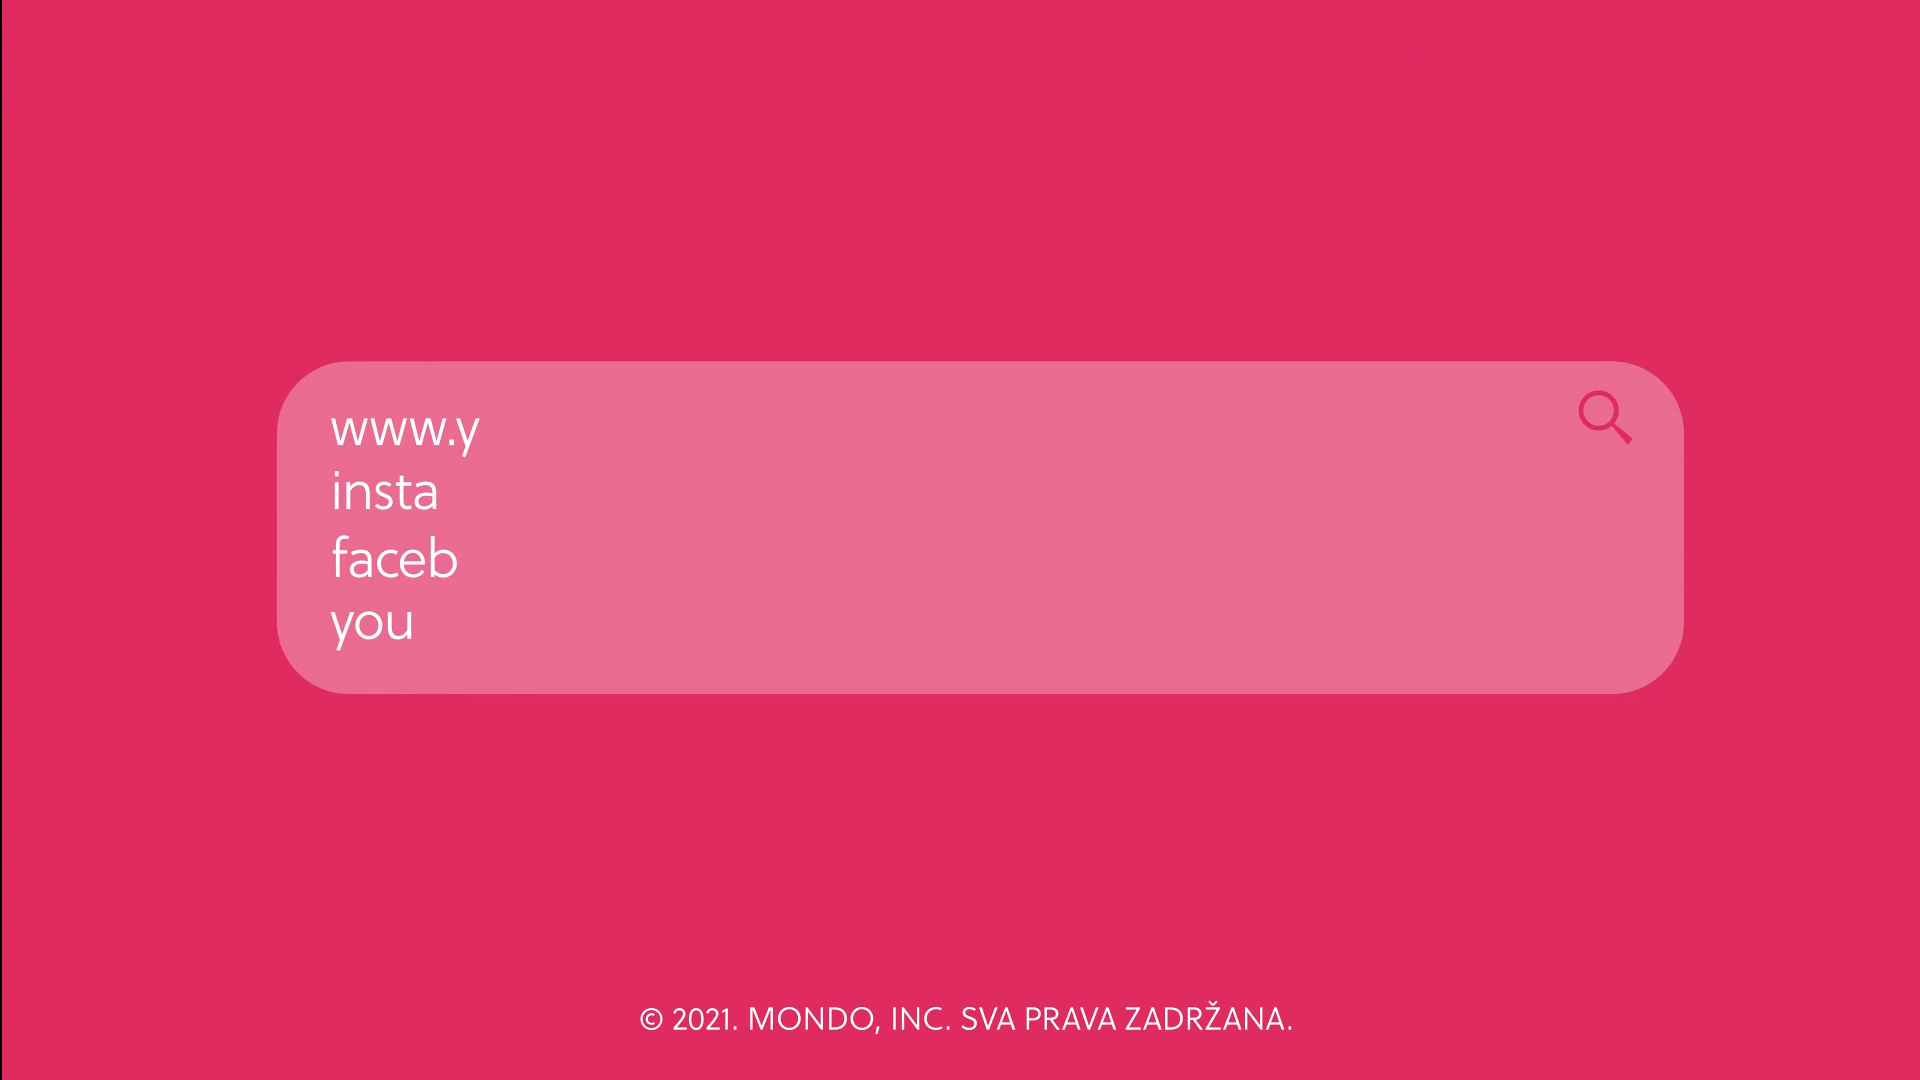 www.y
insta
faceb
you
© 2021. MONDO, INC. SVA PRAVA ZADRŽANA.